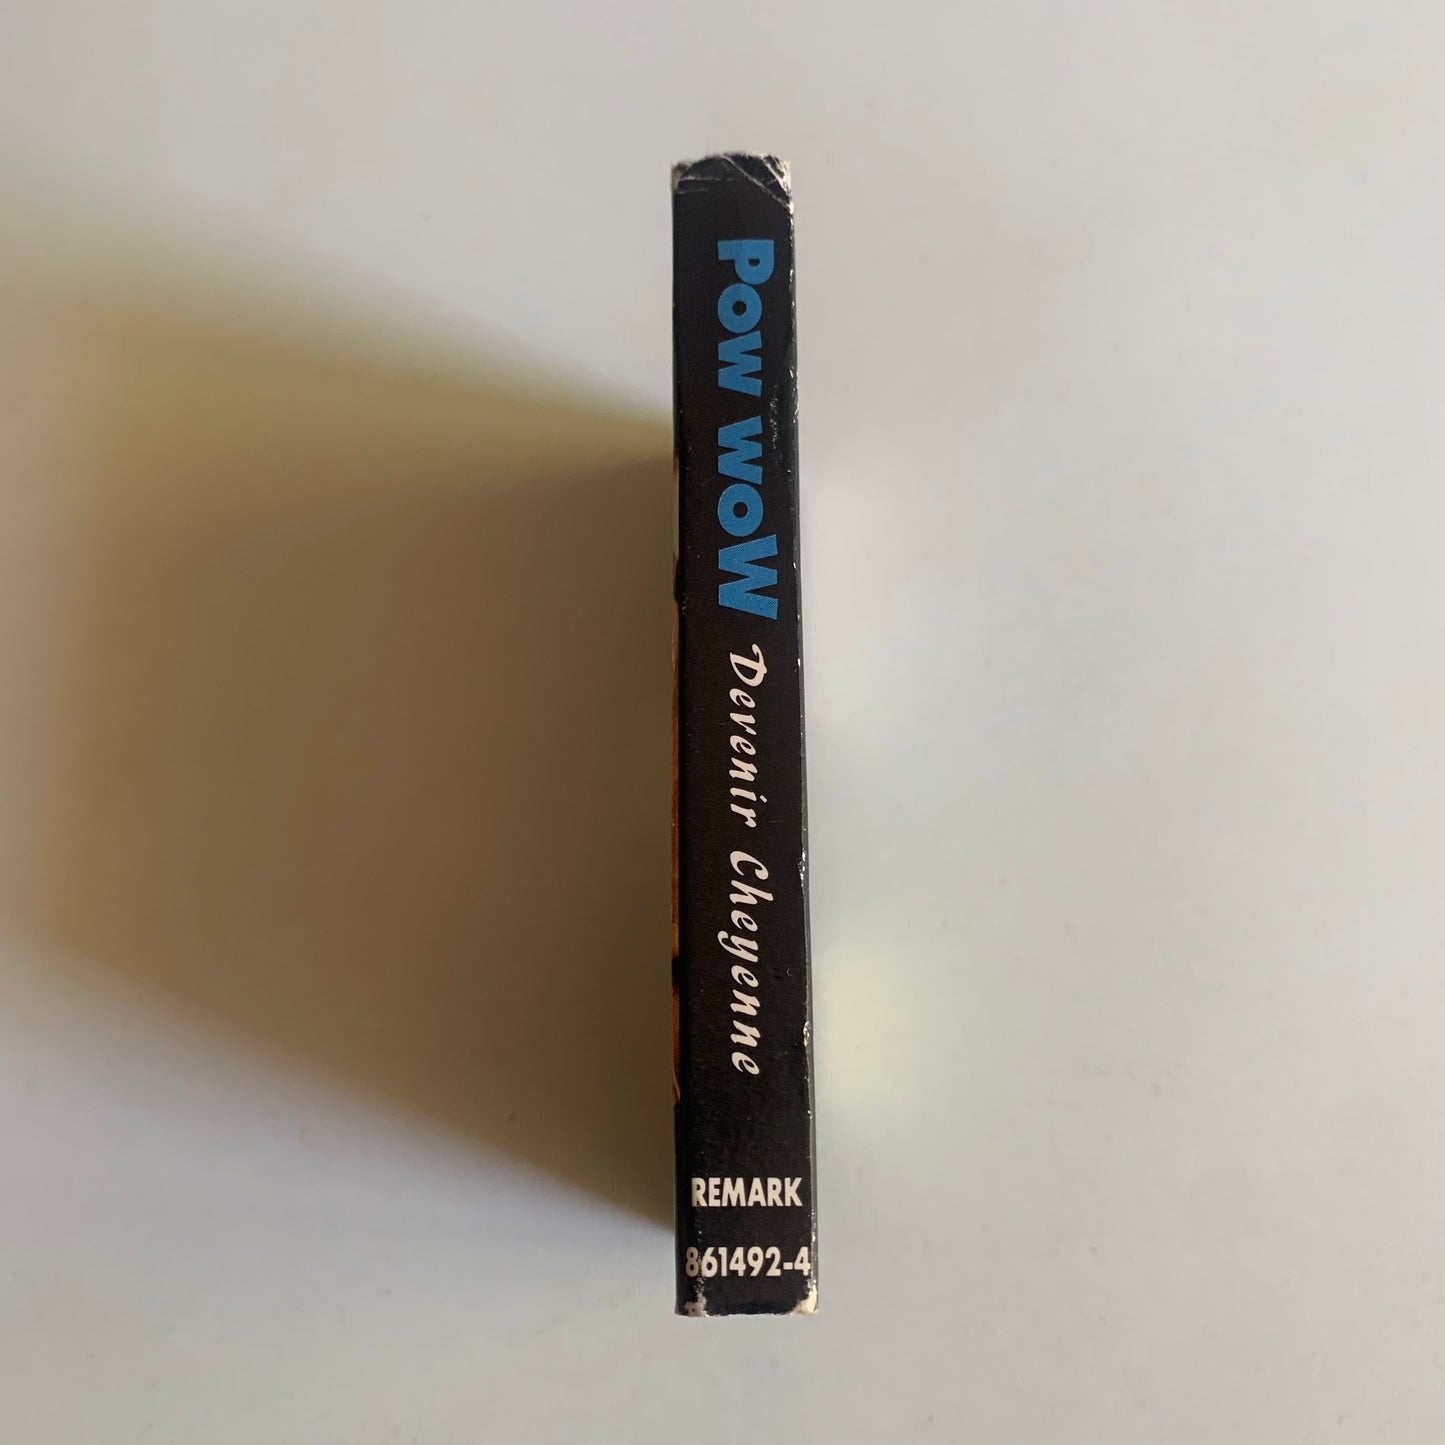 Pow woW
Devenir Cheyenne
REMARK
861492-4